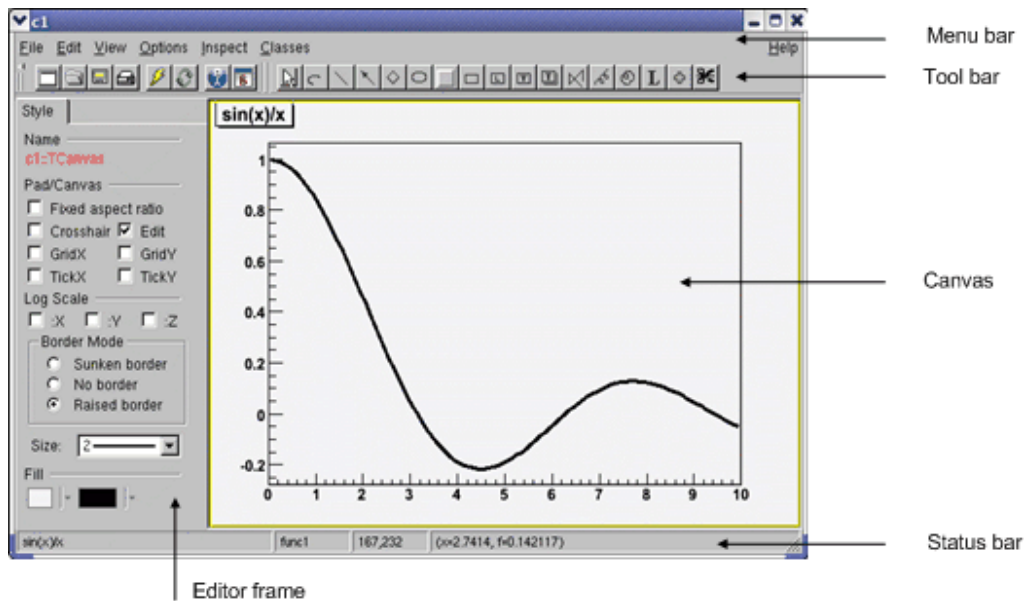 c1
File Edit View Options Inspect Classes Help
Menu bar
Tool bar
L
Style
Name
c1::TCanvas
Pad/Canvas
Fixed aspect ratio
Crosshair Edit
GridX GridY
TickX TickY
Log Scale
:X :Y :Z
Border Mode
Sunken border
No border
Raised border
Size: 2
Fill
sin(x)/x
1
0.8
0.6
0.4
0.2
0
-0.2
0 1 2 3 4 5 6 7 8 9 10
Canvas
sin(x)/x func1 167,232 (x=2.7414, f=0.142117)
Status bar
Editor frame